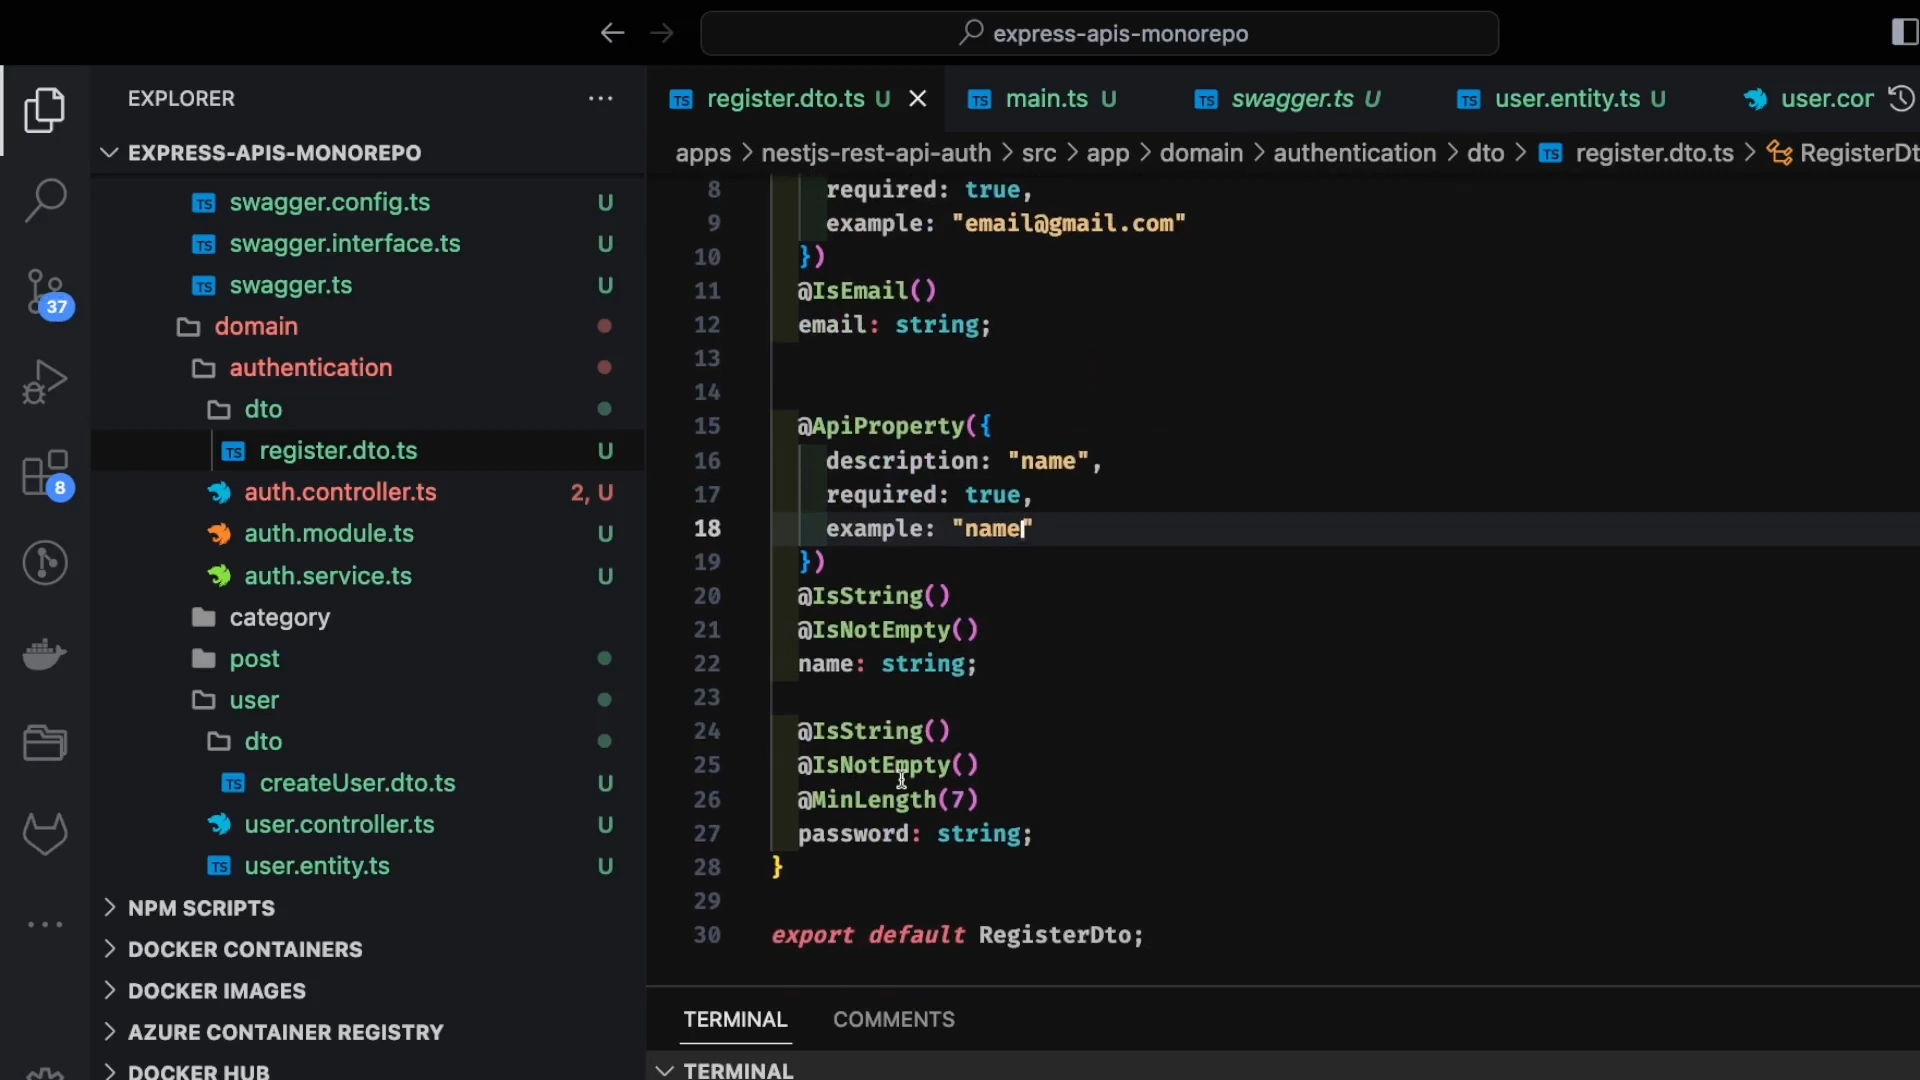 express-apis-monorepo
EXPLORER
EXPRESS-APIS-MONOREPO
swagger.config.ts U
swagger.interface.ts U
swagger.ts U
domain
authentication
dto
register.dto.ts U
auth.controller.ts 2, U
auth.module.ts U
auth.service.ts U
category
post
user
dto
createUser.dto.ts U
user.controller.ts U
user.entity.ts U
NPM SCRIPTS
DOCKER CONTAINERS
DOCKER IMAGES
AZURE CONTAINER REGISTRY
DOCKER HUB
37
8
TS register.dto.ts U TS main.ts U TS swagger.ts U TS user.entity.ts U user.cor
apps > nestjs-rest-api-auth > src > app > domain > authentication > dto > TS register.dto.ts > RegisterDt
8 required: true,
9 example: "email@gmail.com"
10 })
11 @IsEmail()
12 email: string;
13
14
15 @ApiProperty({
16 description: "name",
17 required: true,
18 example: "name"
19 })
20 @IsString()
21 @IsNotEmpty()
22 name: string;
23
24 @IsString()
25 @IsNotEmpty()
26 @MinLength(7)
27 password: string;
28 }
29
30 export default RegisterDto;
TERMINAL COMMENTS
TERMINAL